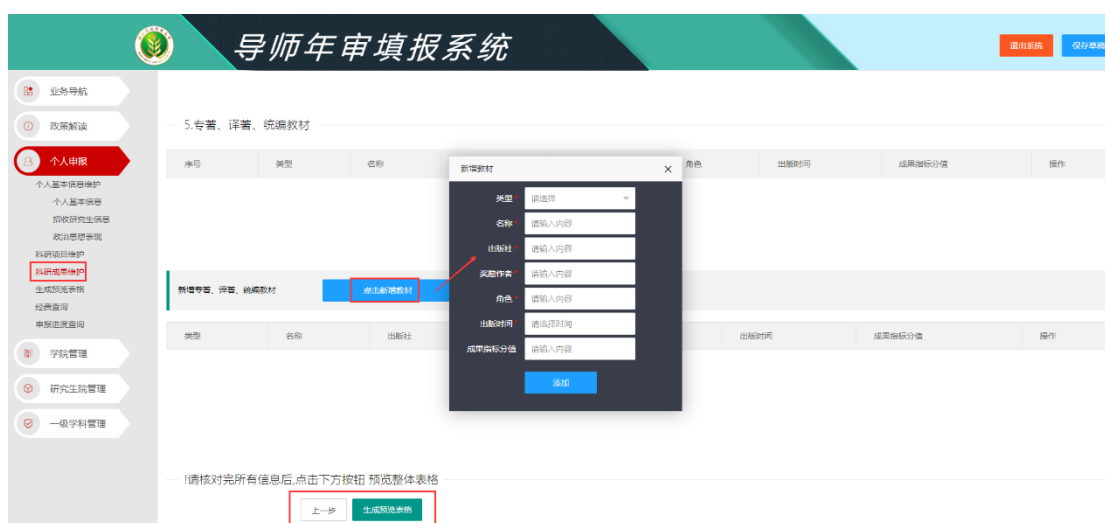 导师年审填报系统
退出系统
保存草稿
业务导航
政策解读
个人申报
个人基本信息维护
个人基本信息
招收研究生信息
政治思想表现
科研项目维护
科研成果维护
生成预览表格
经费查询
申报进度查询
学院管理
研究生院管理
一级学科管理
5.专著、译著、统编教材
序号 类型 名称 角色 出版时间 成果指标分值 操作
新增教材
类型* 请选择
名称* 请输入内容
出版社* 请输入内容
奖励作者* 请输入内容
角色* 请输入内容
出版时间* 请选择时间
成果指标分值 请输入内容
添加
新增专著、译著、统编教材 点击新增教材
类型 名称 出版社 出版时间 成果指标分值 操作
!请核对完所有信息后,点击下方按钮 预览整体表格
上一步 生成预览表格